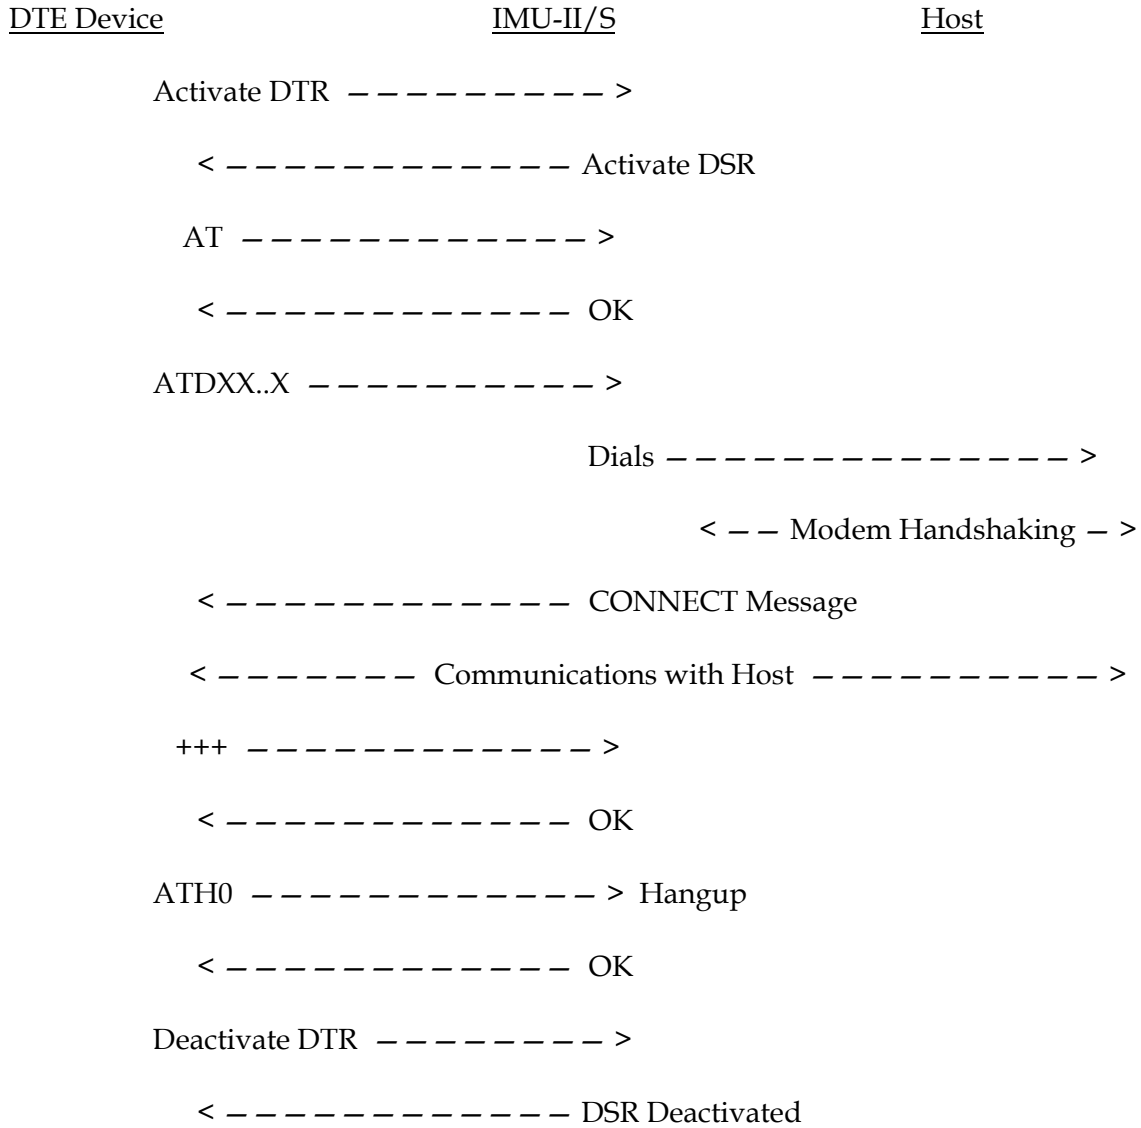 DTE Device IMU-II/S Host
Activate DTR — — — — — — — — — >
< — — — — — — — — — — — — Activate DSR
AT — — — — — — — — — — — — >
< — — — — — — — — — — — — OK
ATDXX..X — — — — — — — — — — >
Dials — — — — — — — — — — — — — — >
< — — Modem Handshaking — >
< — — — — — — — — — — — — CONNECT Message
< — — — — — — — Communications with Host — — — — — — — — — — >
+++ — — — — — — — — — — — — >
< — — — — — — — — — — — — OK
ATH0 — — — — — — — — — — — — > Hangup
< — — — — — — — — — — — — OK
Deactivate DTR — — — — — — — — >
< — — — — — — — — — — — — DSR Deactivated